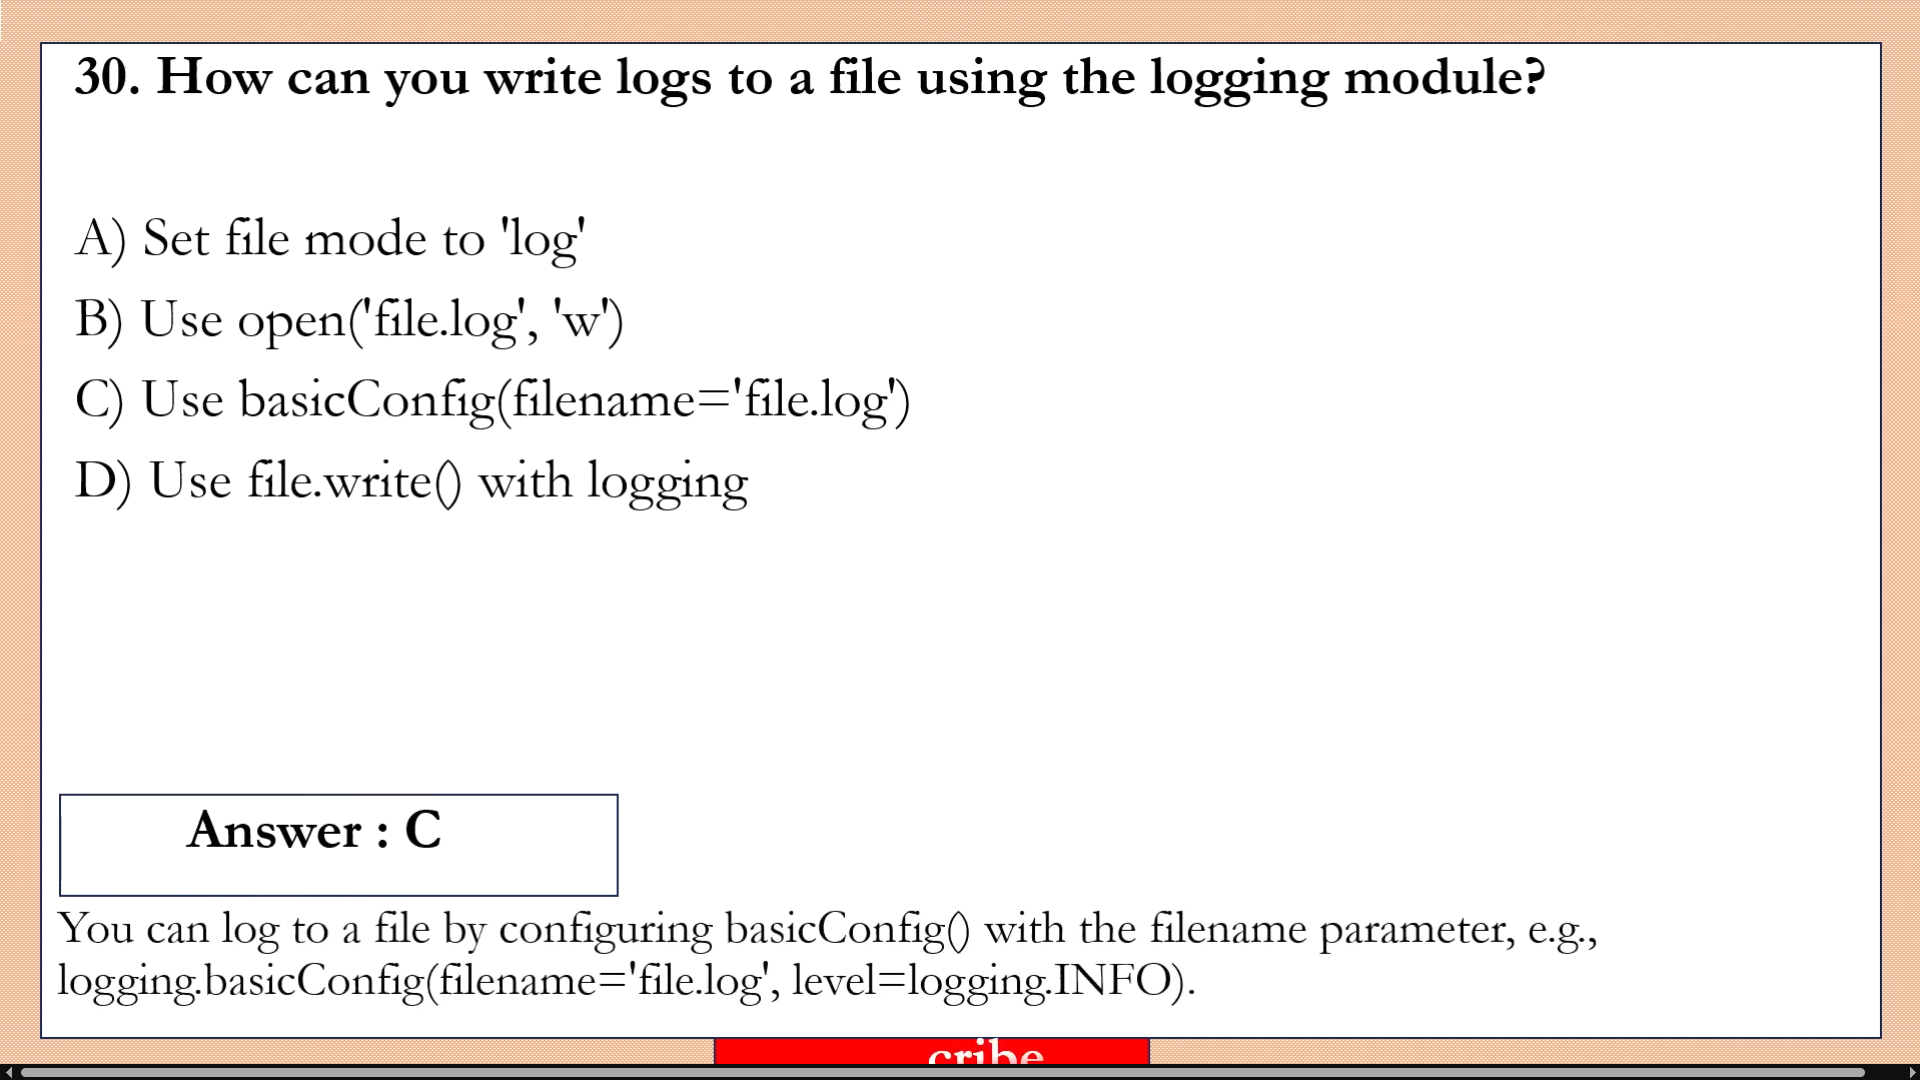 30. How can you write logs to a file using the logging module?
A) Set file mode to 'log'
B) Use open('file.log', 'w')
C) Use basicConfig(filename='file.log')
D) Use file.write() with logging
Answer : C
You can log to a file by configuring basicConfig() with the filename parameter, e.g.,
logging.basicConfig(filename='file.log', level=logging.INFO).
cribe